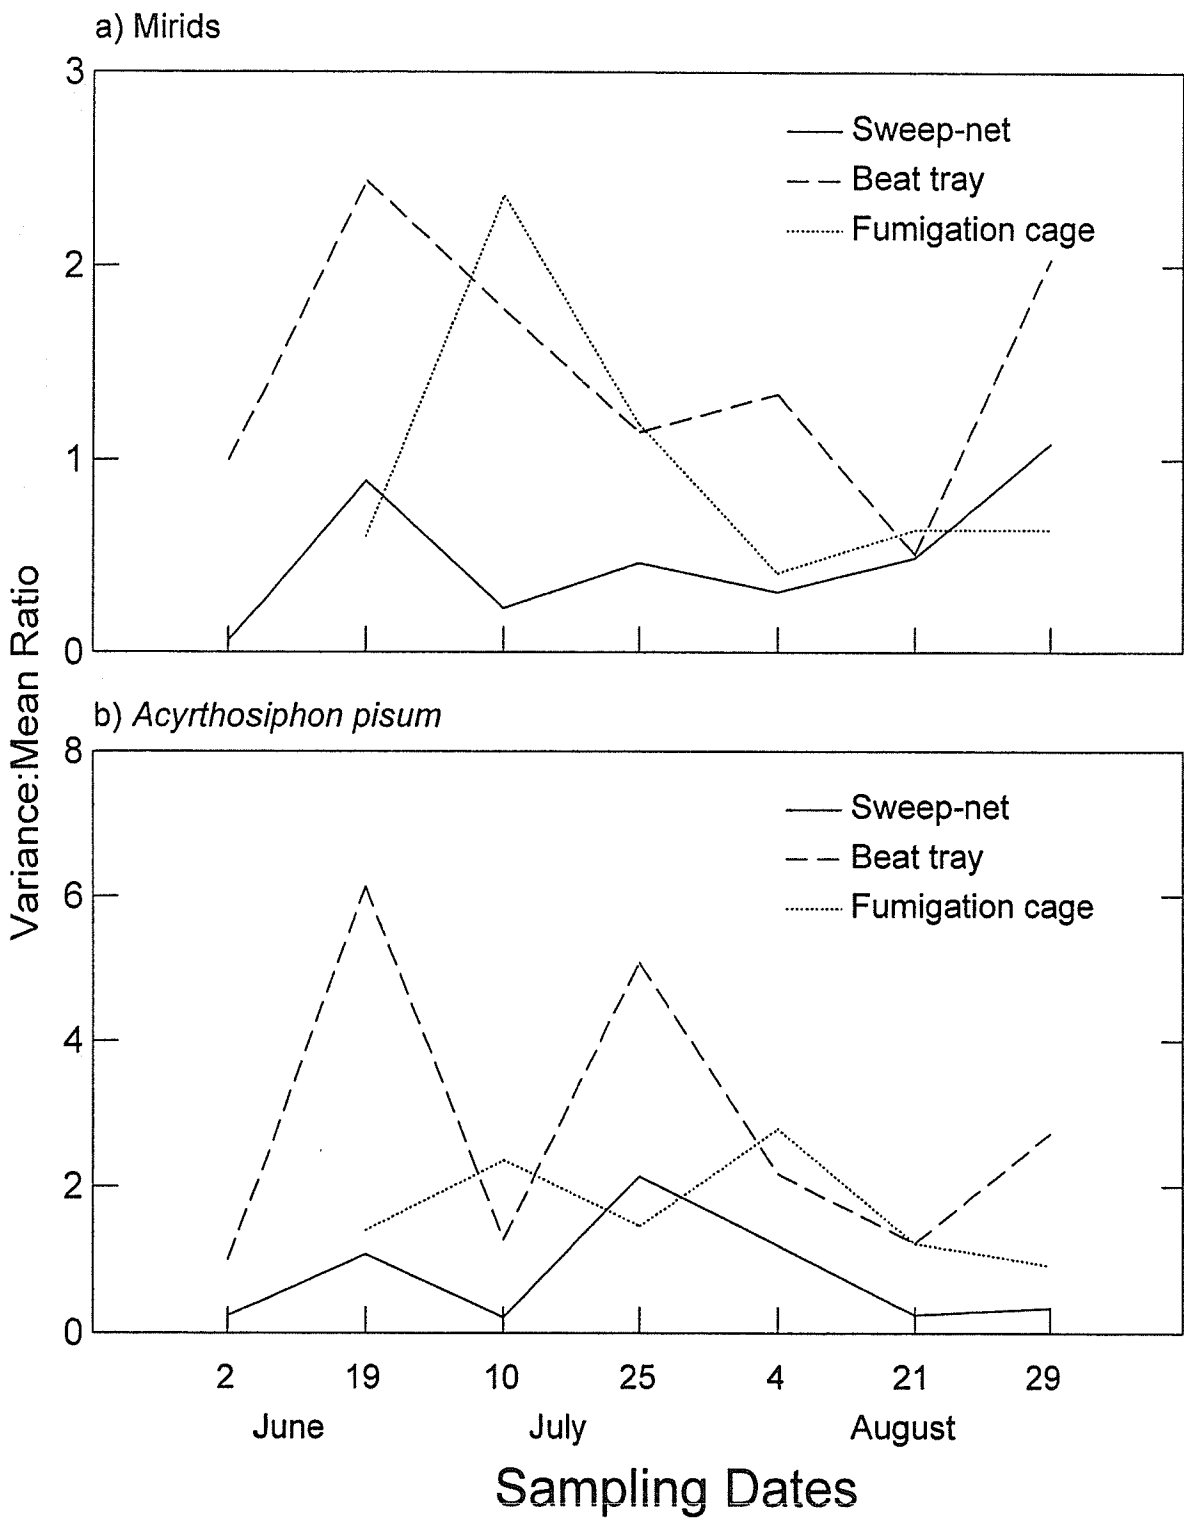 a) Mirids
3
2
1
0
Sweep-net
Beat tray
Fumigation cage
Variance:Mean Ratio
b) Acyrthosiphon pisum
8
6
4
2
0
Sweep-net
Beat tray
Fumigation cage
2 19 10 25 4 21 29
June July August
Sampling Dates